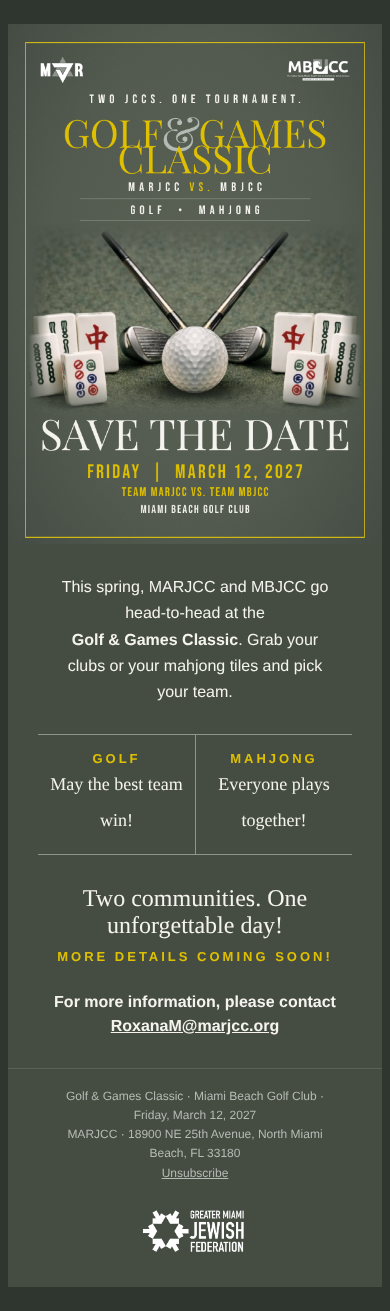 M R
MBJCC
TWO JCCS. ONE TOURNAMENT.
GOLF&GAMES
CLASSIC
MARJCC VS. MBJCC
GOLF • MAHJONG
SAVE THE DATE
FRIDAY | MARCH 12, 2027
TEAM MARJCC VS. TEAM MBJCC
MIAMI BEACH GOLF CLUB
This spring, MARJCC and MBJCC go
head-to-head at the
Golf & Games Classic. Grab your
clubs or your mahjong tiles and pick
your team.
GOLF
May the best team
win!
MAHJONG
Everyone plays
together!
Two communities. One
unforgettable day!
MORE DETAILS COMING SOON!
For more information, please contact
RoxanaM@marjcc.org
Golf & Games Classic · Miami Beach Golf Club ·
Friday, March 12, 2027
MARJCC · 18900 NE 25th Avenue, North Miami
Beach, FL 33180
Unsubscribe
GREATER MIAMI
JEWISH
FEDERATION